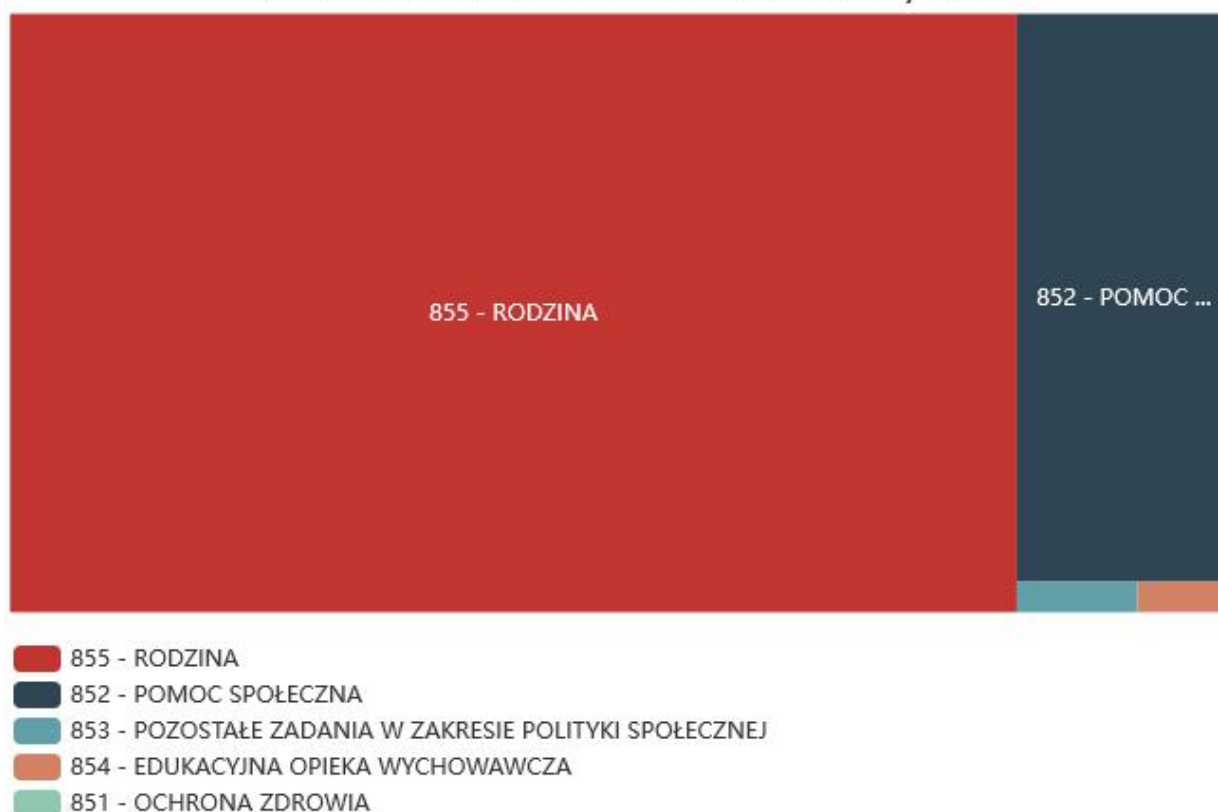 855 - RODZINA
852 - POMOC ...
855 - RODZINA
852 - POMOC SPOŁECZNA
853 - POZOSTAŁE ZADANIA W ZAKRESIE POLITYKI SPOŁECZNEJ
854 - EDUKACYJNA OPIEKA WYCHOWAWCZA
851 - OCHRONA ZDROWIA